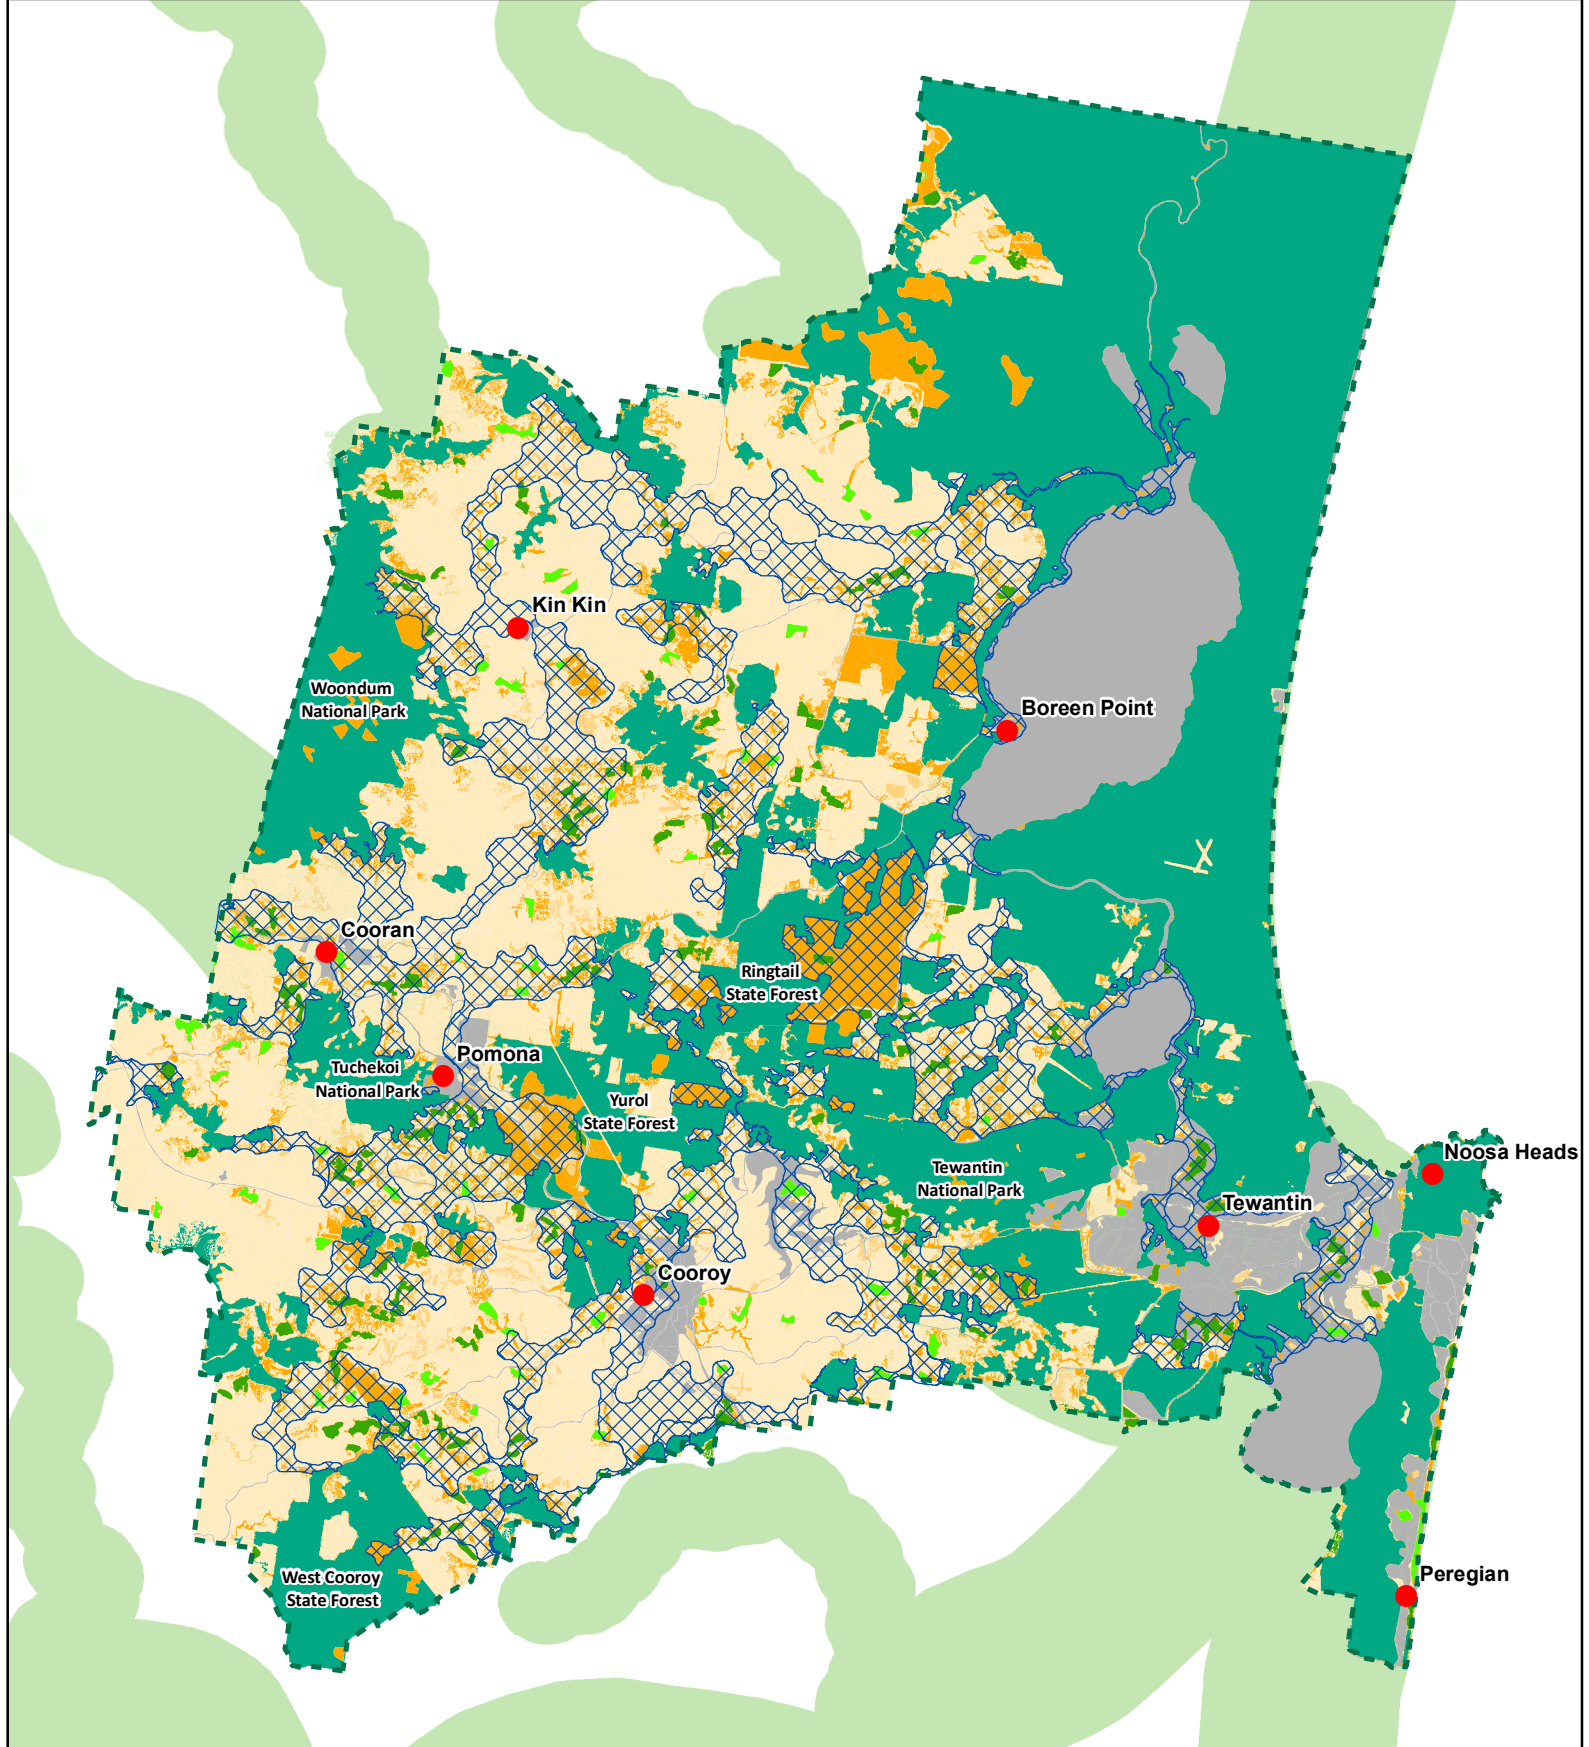 Kin Kin
Woondum
National Park
Boreen Point
Cooran
Ringtail
State Forest
Pomona
Tuchekoi
National Park
Yurol
State Forest
Noosa Heads
Tewantin
National Park
Tewantin
Cooroy
West Cooroy
State Forest
Peregian